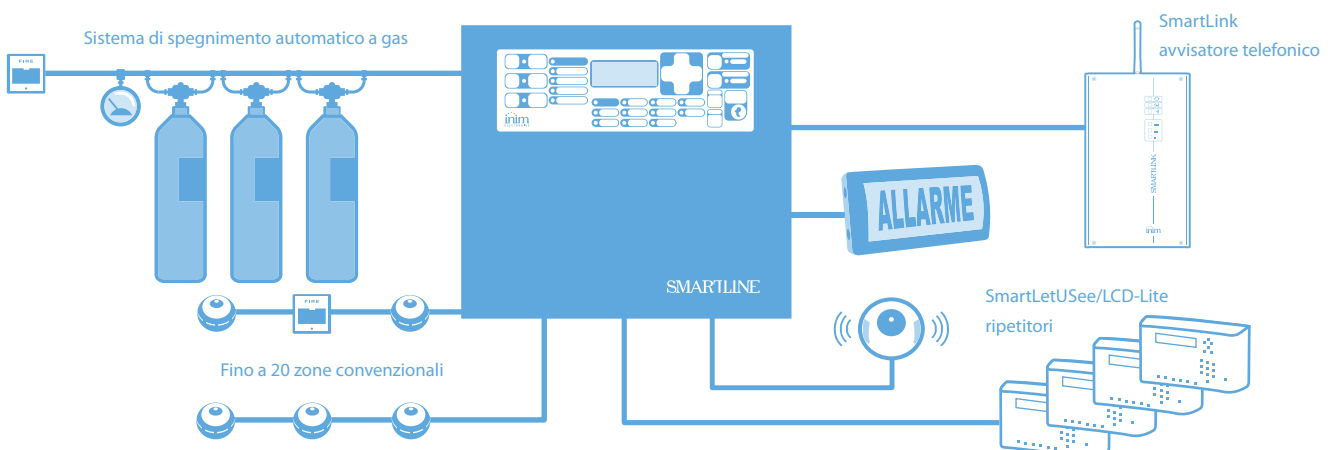 SmartLink
avvisatore telefonico
Sistema di spegnimento automatico a gas
FIRE
inim
ALLARME
SMARTLINK
inim
SMARTLINE
SmartLetUSee/LCD-Lite
ripetitori
FIRE
Fino a 20 zone convenzionali